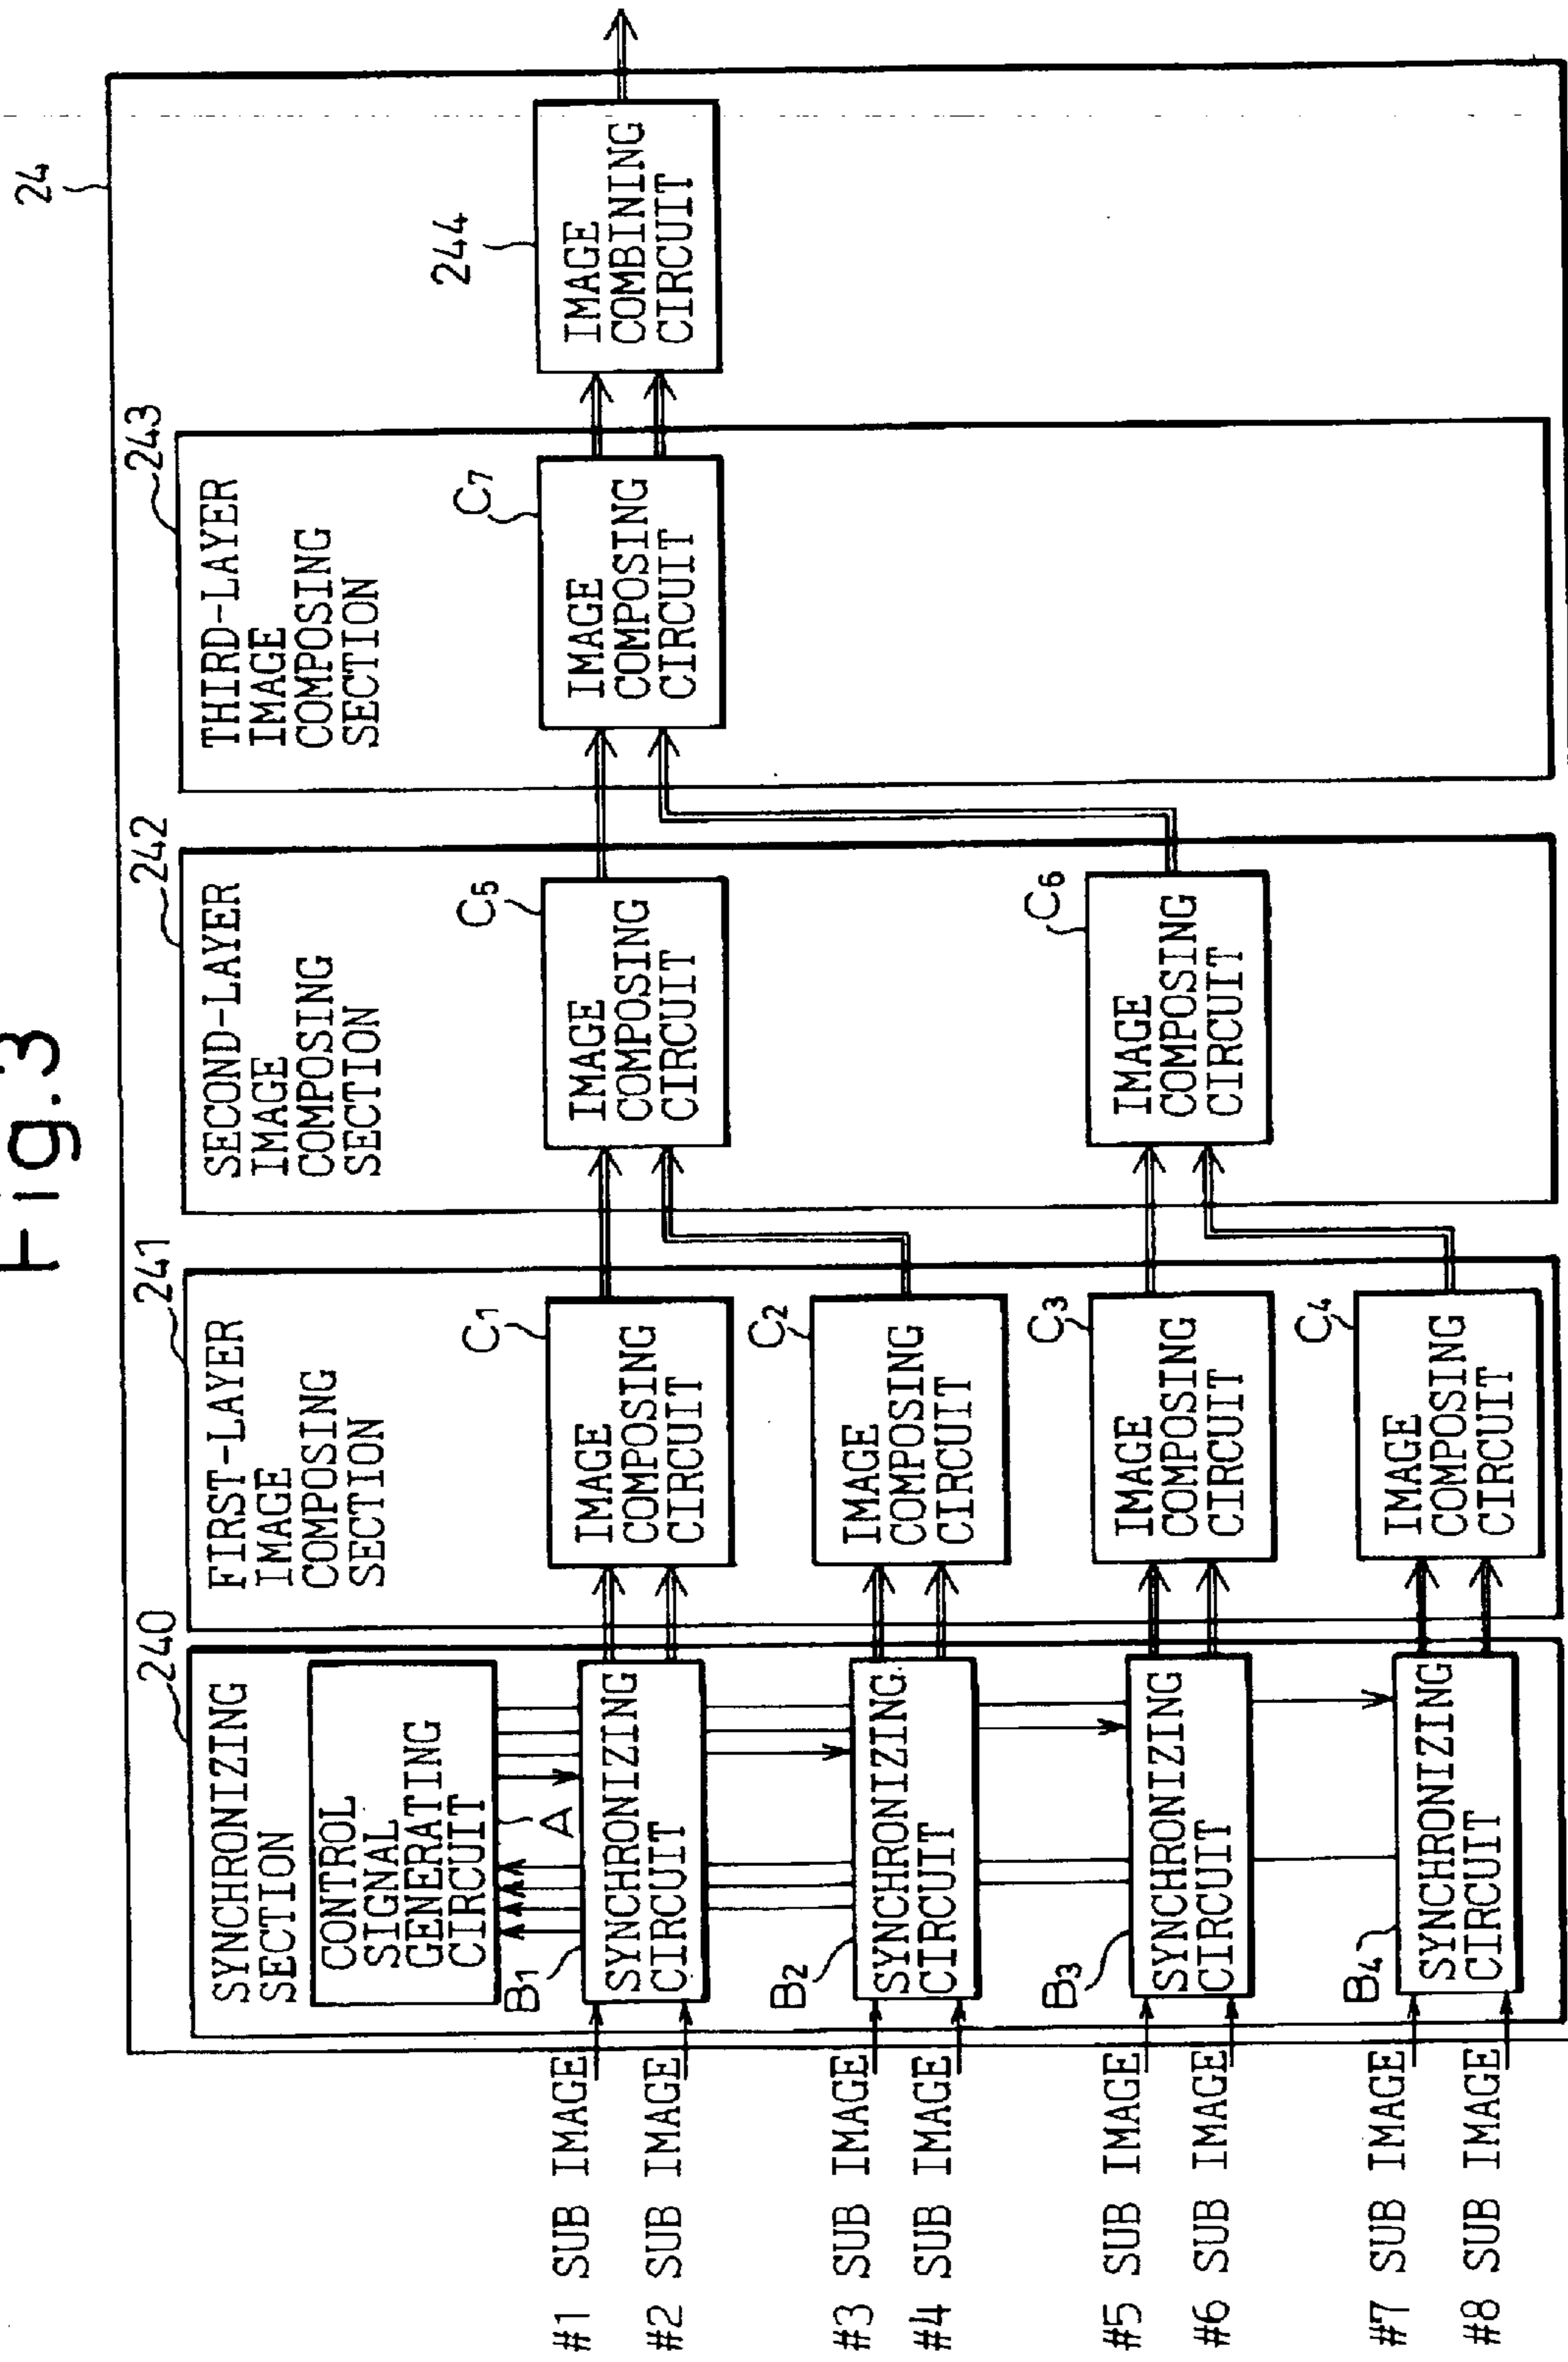 Fig.3
24
240
SYNCHRONIZING
SECTION
CONTROL
SIGNAL
GENERATING
CIRCUIT
A
B1
SYNCHRONIZING
CIRCUIT
B2
SYNCHRONIZING
CIRCUIT
B3
SYNCHRONIZING
CIRCUIT
B4
SYNCHRONIZING
CIRCUIT
#1 SUB IMAGE
#2 SUB IMAGE
#3 SUB IMAGE
#4 SUB IMAGE
#5 SUB IMAGE
#6 SUB IMAGE
#7 SUB IMAGE
#8 SUB IMAGE
241
FIRST-LAYER
IMAGE
COMPOSING
SECTION
C1
IMAGE
COMPOSING
CIRCUIT
C2
IMAGE
COMPOSING
CIRCUIT
C3
IMAGE
COMPOSING
CIRCUIT
C4
IMAGE
COMPOSING
CIRCUIT
242
SECOND-LAYER
IMAGE
COMPOSING
SECTION
C5
IMAGE
COMPOSING
CIRCUIT
C6
IMAGE
COMPOSING
CIRCUIT
243
THIRD-LAYER
IMAGE
COMPOSING
SECTION
C7
IMAGE
COMPOSING
CIRCUIT
244
IMAGE
COMBINING
CIRCUIT